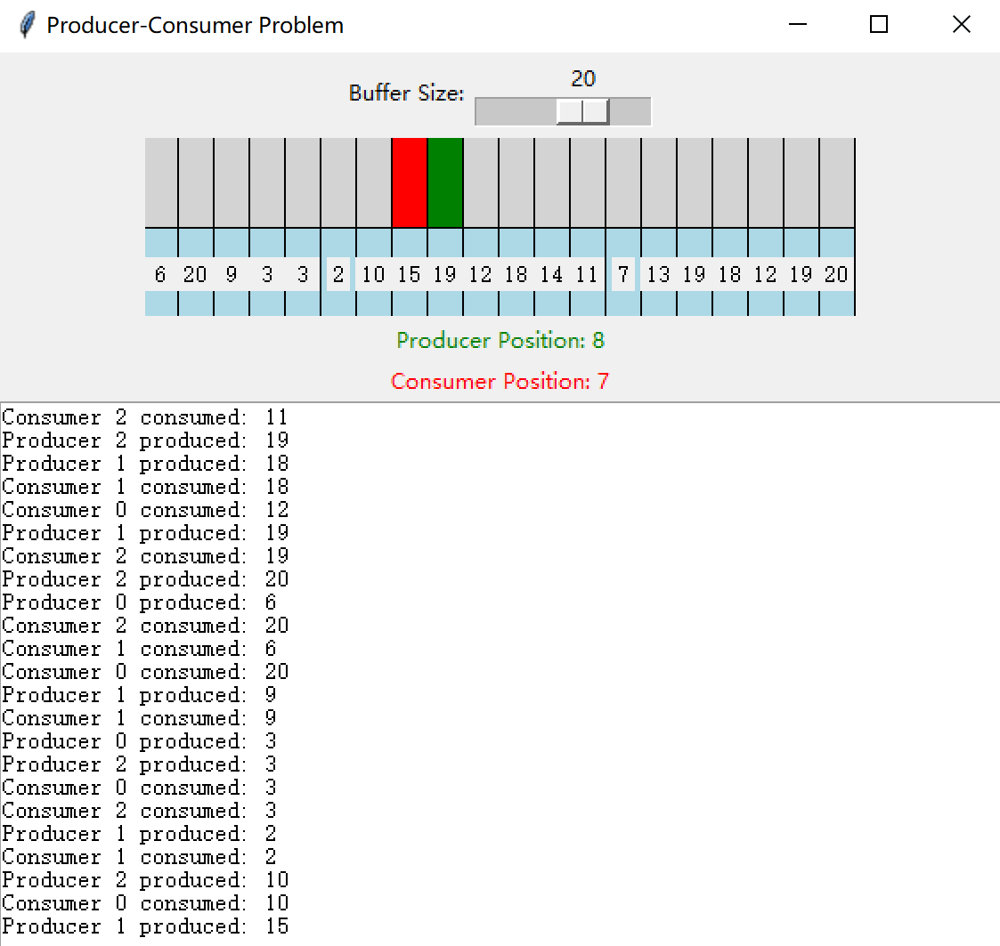 Producer-Consumer Problem
20
Buffer Size:
6 20 9 3 3 2 10 15 19 12 18 14 11 7 13 19 18 12 19 20
Producer Position: 8
Consumer Position: 7
Consumer 2 consumed: 11
Producer 2 produced: 19
Producer 1 produced: 18
Consumer 1 consumed: 18
Consumer 0 consumed: 12
Producer 1 produced: 19
Consumer 2 consumed: 19
Producer 2 produced: 20
Producer 0 produced: 6
Consumer 2 consumed: 20
Consumer 1 consumed: 6
Consumer 0 consumed: 20
Producer 1 produced: 9
Consumer 1 consumed: 9
Producer 0 produced: 3
Producer 2 produced: 3
Consumer 0 consumed: 3
Consumer 2 consumed: 3
Producer 1 produced: 2
Consumer 1 consumed: 2
Producer 2 produced: 10
Consumer 0 consumed: 10
Producer 1 produced: 15